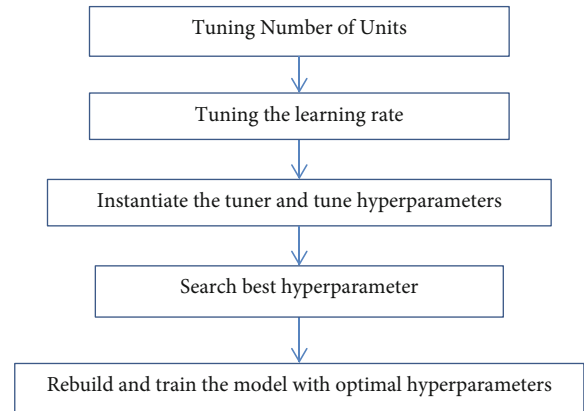 Tuning Number of Units
Tuning the learning rate
Instantiate the tuner and tune hyperparameters
Search best hyperparameter
Rebuild and train the model with optimal hyperparameters